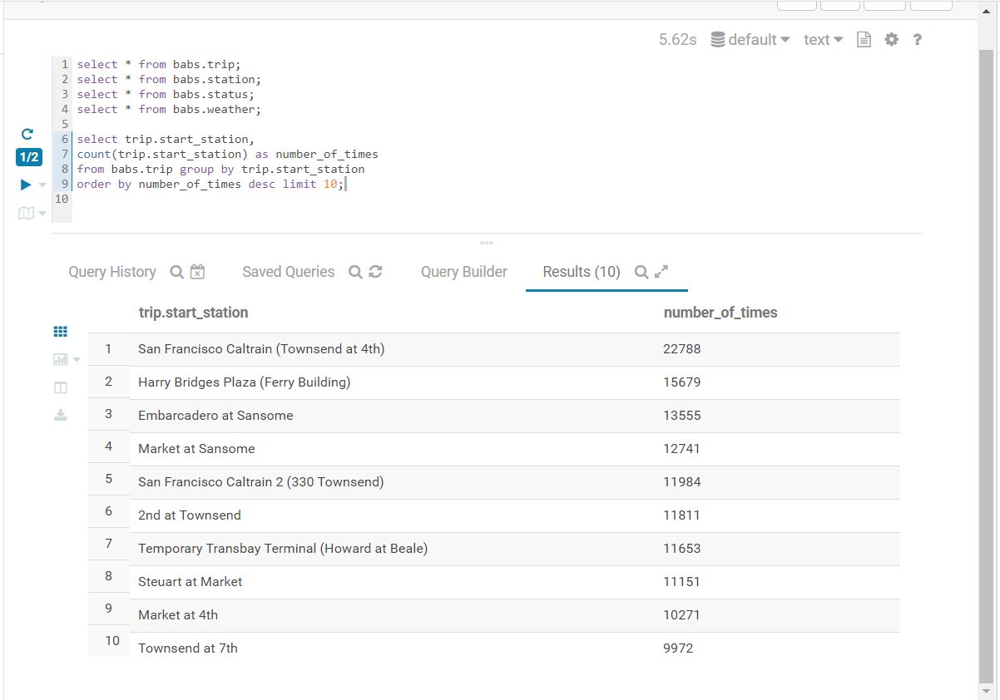 5.62s default text ?
1 select * from babs.trip;
2 select * from babs.station;
3 select * from babs.status;
4 select * from babs.weather;
5
6 select trip.start_station,
1/2
7 count(trip.start_station) as number_of_times
8 from babs.trip group by trip.start_station
9 order by number_of_times desc limit 10;
10
Query History Saved Queries Query Builder Results (10)
trip.start_station number_of_times
1 San Francisco Caltrain (Townsend at 4th) 22788
2 Harry Bridges Plaza (Ferry Building) 15679
3 Embarcadero at Sansome 13555
4 Market at Sansome 12741
5 San Francisco Caltrain 2 (330 Townsend) 11984
6 2nd at Townsend 11811
7 Temporary Transbay Terminal (Howard at Beale) 11653
8 Steuart at Market 11151
9 Market at 4th 10271
10 Townsend at 7th 9972